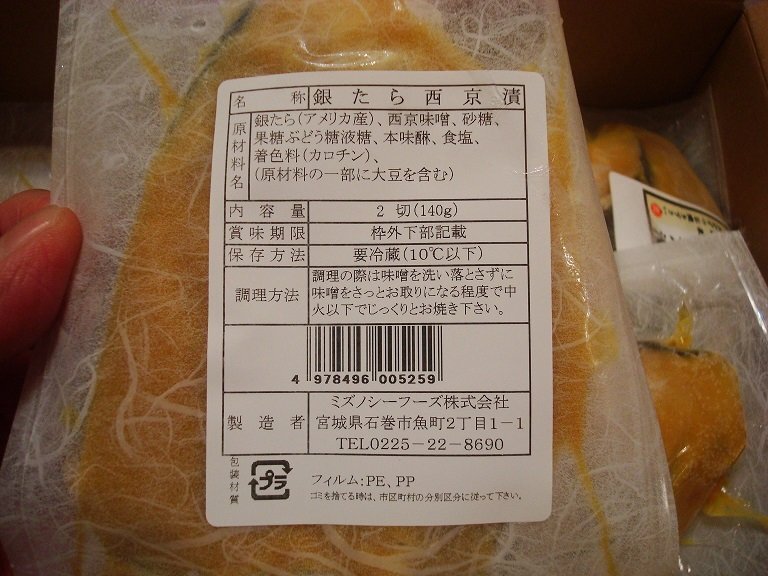 名称 銀たら西京漬
原材料名 銀たら(アメリカ産)、西京味噌、砂糖、
果糖ぶどう糖液糖、本味醂、食塩、
着色料(カロチン)、
(原材料の一部に大豆を含む)
内容量 2切(140g)
賞味期限 枠外下部記載
保存方法 要冷蔵(10℃以下)
調理方法 調理の際は味噌を洗い落とさずに
味噌をさっとお取りになる程度で中
火以下でじっくりとお焼き下さい。
4 978496 005259
製造者 ミズノシーフーズ株式会社
宮城県石巻市魚町2丁目1-1
TEL0225-22-8690
包装材質 プラ フィルム:PE、PP
ゴミを捨てる時は、市区町村の分別区分に従って下さい。